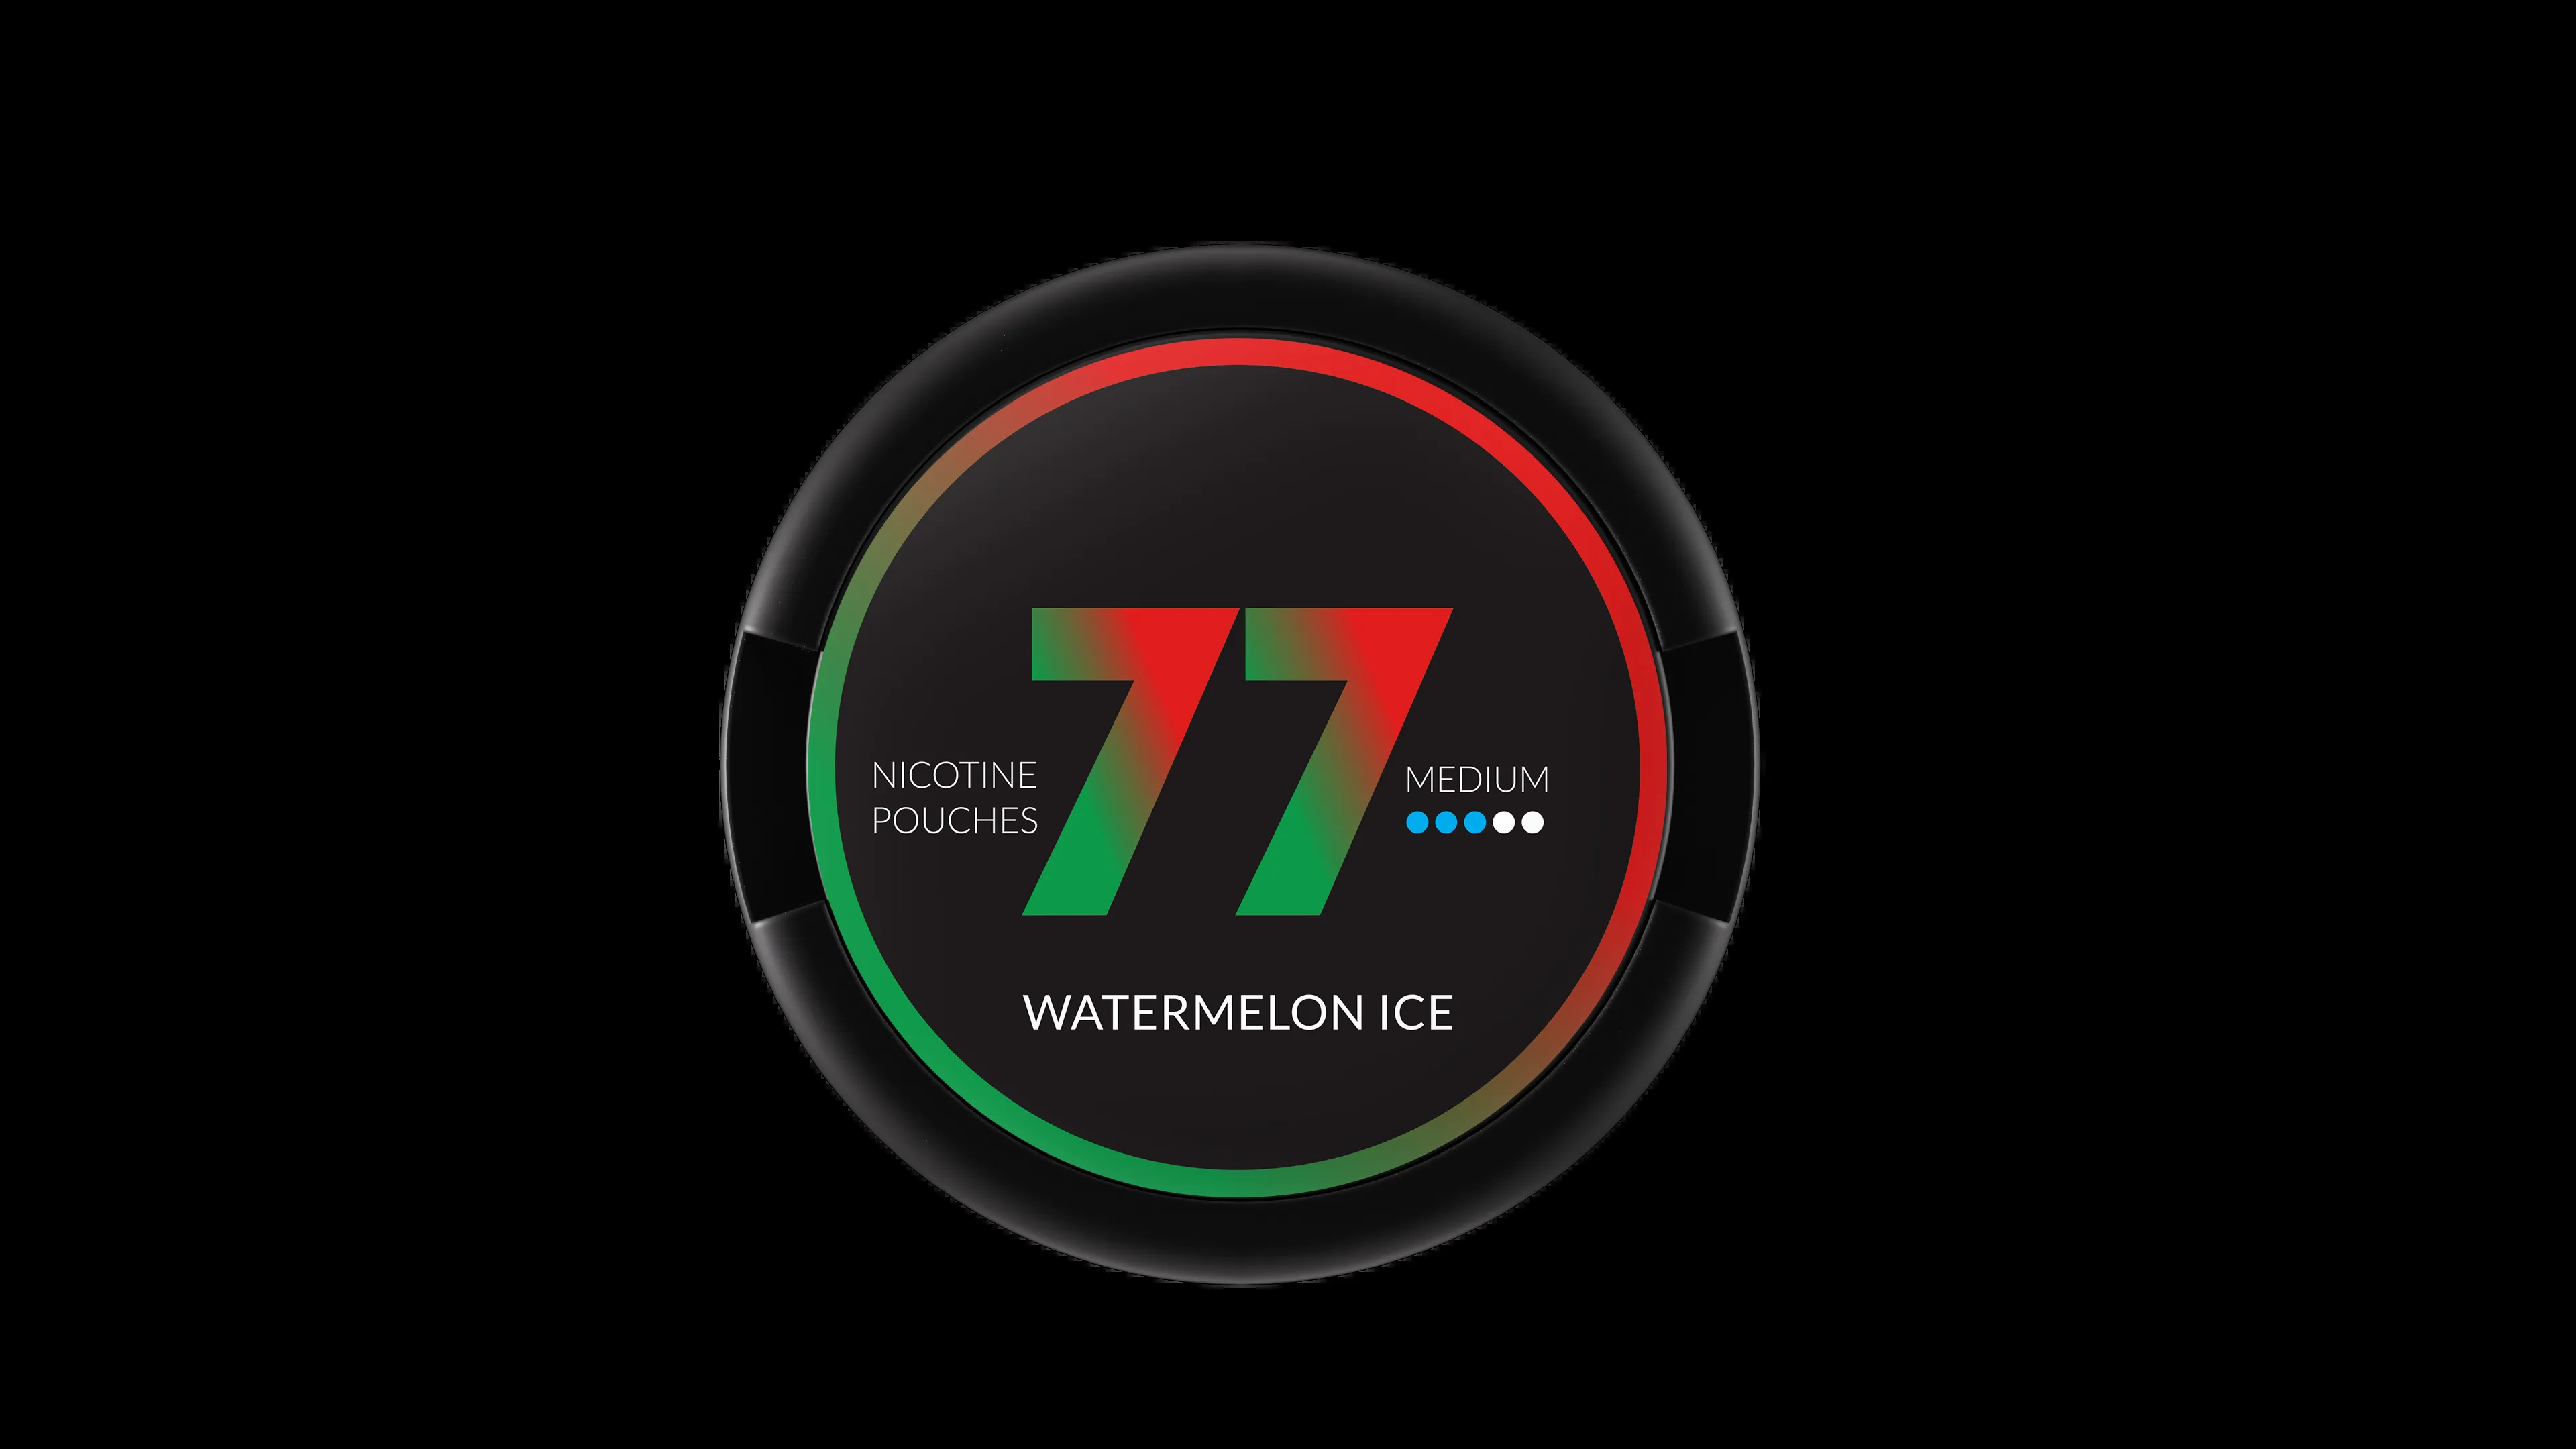 77
NICOTINE
POUCHES
MEDIUM
WATERMELON ICE